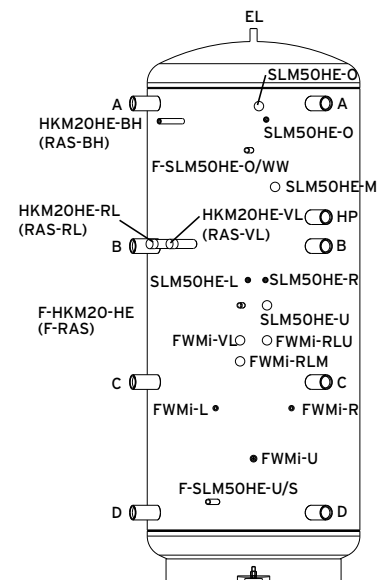 EL
SLM50HE-O
A
A
HKM20HE-BH
(RAS-BH)
SLM50HE-O
F-SLM50HE-O/WW
SLM50HE-M
HKM20HE-RL
(RAS-RL)
HKM20HE-VL
(RAS-VL)
HP
B
B
SLM50HE-L
SLM50HE-R
F-HKM20-HE
(F-RAS)
SLM50HE-U
FWMi-VL
FWMi-RLU
FWMi-RLM
C
C
FWMi-L
FWMi-R
FWMi-U
F-SLM50HE-U/S
D
D